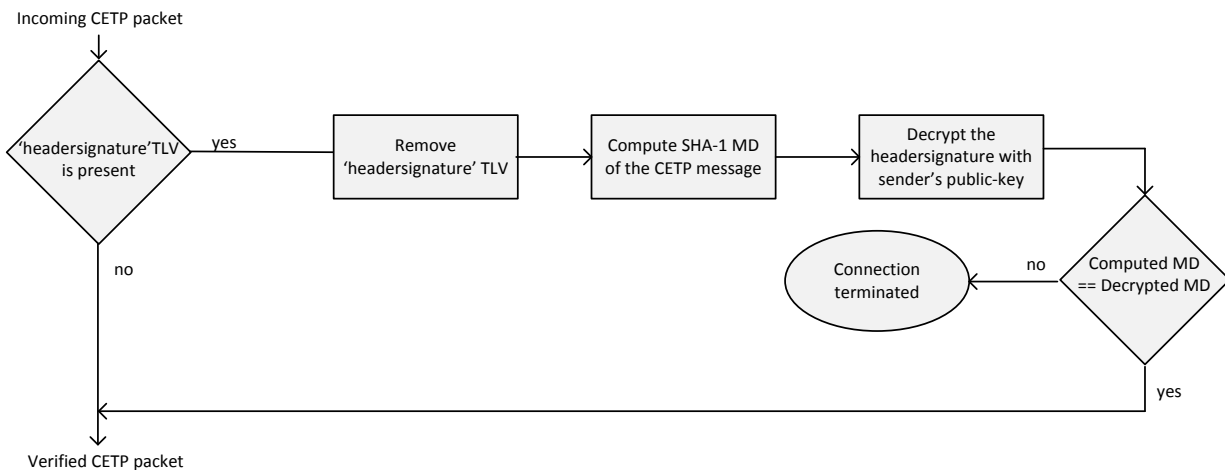 Incoming CETP packet
‘headersignature’TLV
is present
yes
Remove
‘headersignature’ TLV
Compute SHA-1 MD
of the CETP message
Decrypt the
headersignature with
sender’s public-key
no
Connection
terminated
no
Computed MD
== Decrypted MD
yes
Verified CETP packet